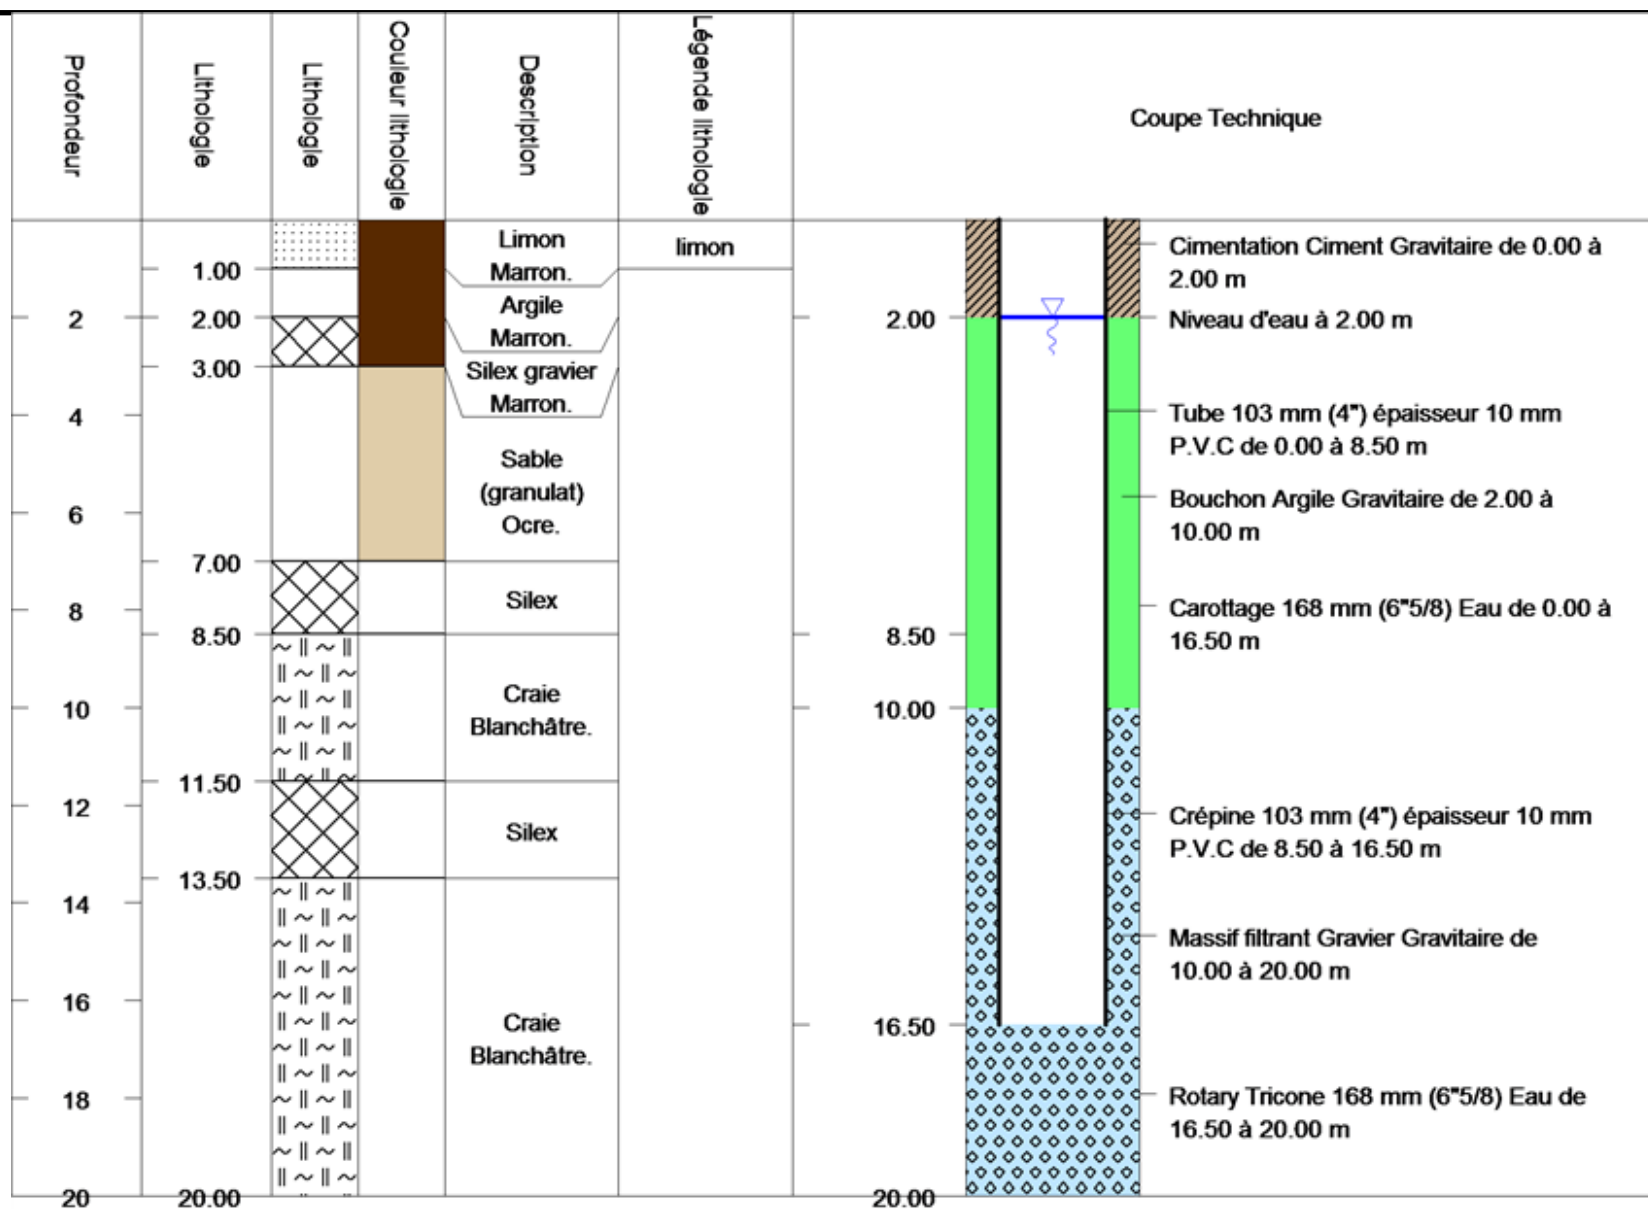 Profondeur
Lithologie
Lithologie
Couleur lithologie
Description
Légende lithologie
Coupe Technique
2
4
6
8
10
12
14
16
18
20
1.00
2.00
3.00
7.00
8.50
11.50
13.50
20.00
Limon
Marron.
Argile
Marron.
Silex gravier
Marron.
Sable
(granulat)
Ocre.
Silex
Craie
Blanchâtre.
Silex
Craie
Blanchâtre.
limon
2.00
8.50
10.00
16.50
20.00
Cimentation Ciment Gravitaire de 0.00 à
2.00 m
Niveau d'eau à 2.00 m
Tube 103 mm (4") épaisseur 10 mm
P.V.C de 0.00 à 8.50 m
Bouchon Argile Gravitaire de 2.00 à
10.00 m
Carottage 168 mm (6"5/8) Eau de 0.00 à
16.50 m
Crépine 103 mm (4") épaisseur 10 mm
P.V.C de 8.50 à 16.50 m
Massif filtrant Gravier Gravitaire de
10.00 à 20.00 m
Rotary Tricone 168 mm (6"5/8) Eau de
16.50 à 20.00 m